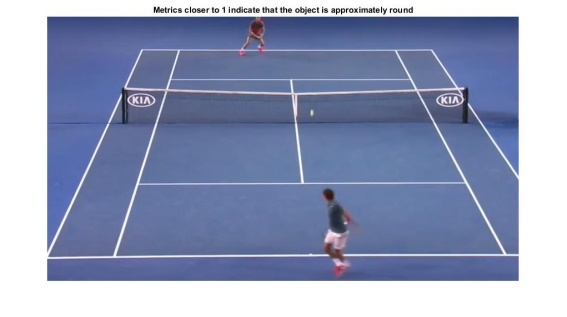 Metrics closer to 1 indicate that the object is approximately round
KIA
KIA